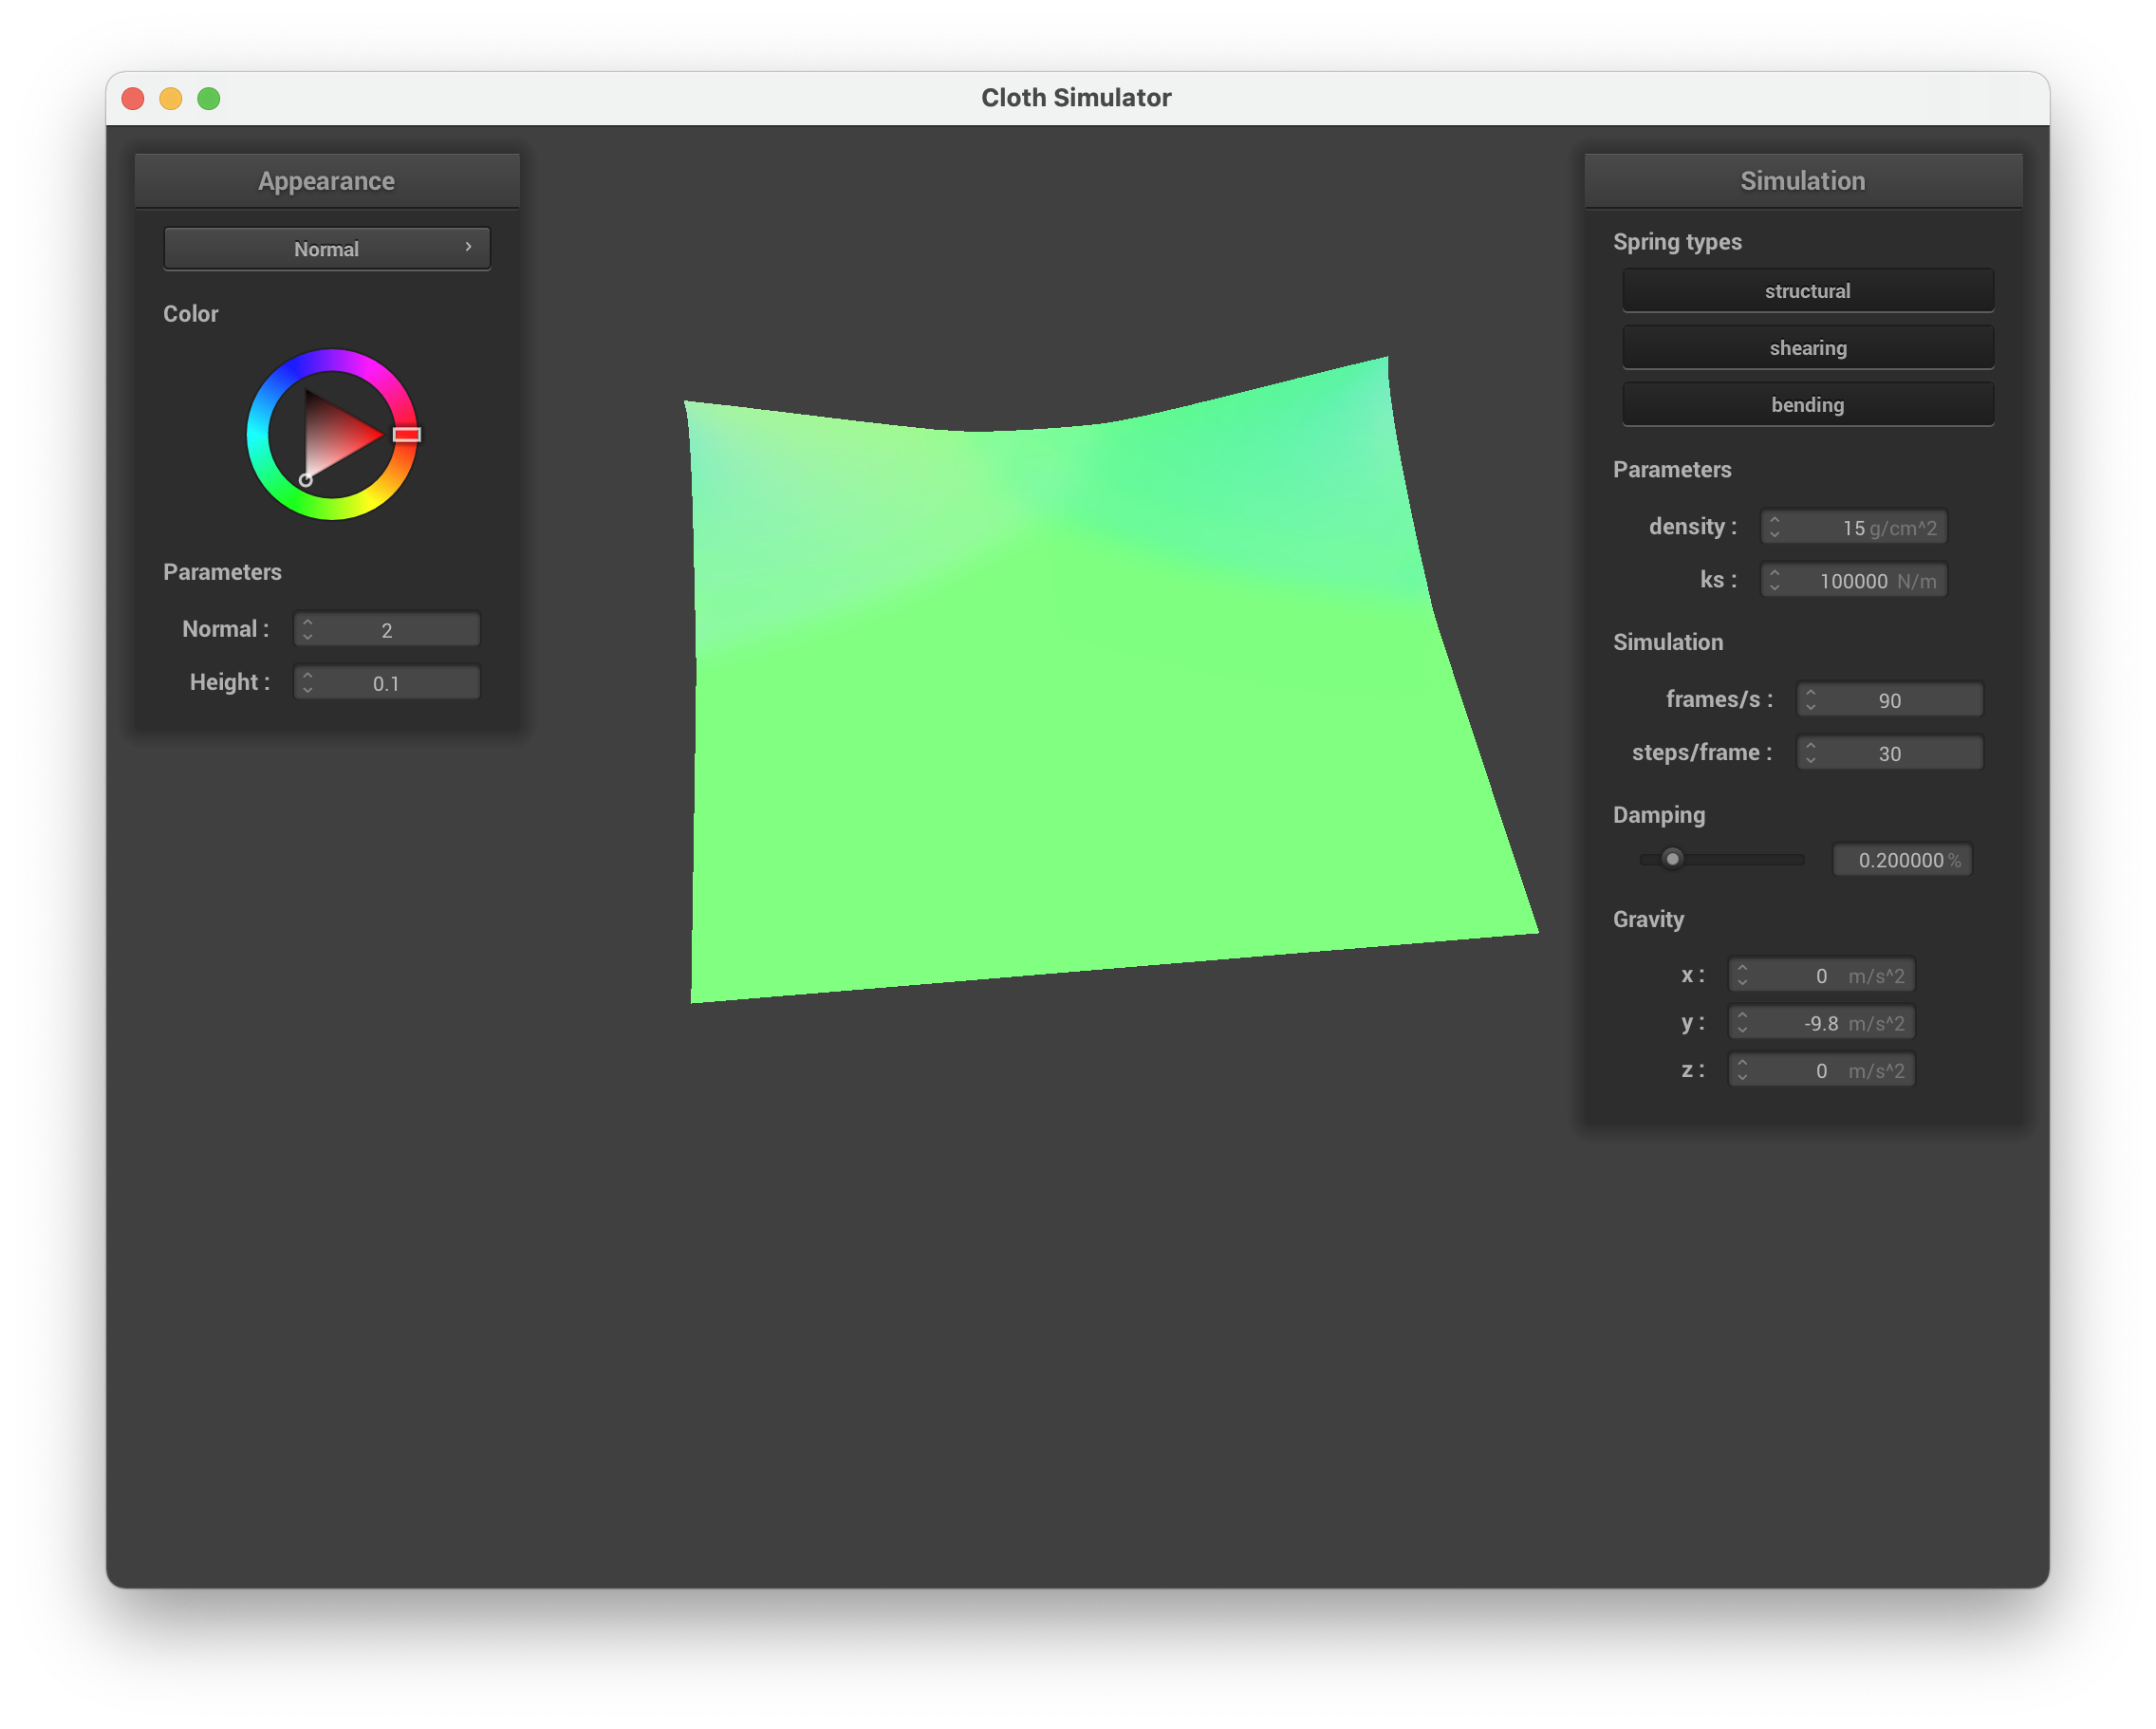 Cloth Simulator
Appearance
Normal
Color
Parameters
Normal : 2
Height : 0.1
Simulation
Spring types
structural
shearing
bending
Parameters
density : 15 g/cm^2
ks : 100000 N/m
Simulation
frames/s : 90
steps/frame : 30
Damping
0.200000 %
Gravity
x : 0 m/s^2
y : -9.8 m/s^2
z : 0 m/s^2